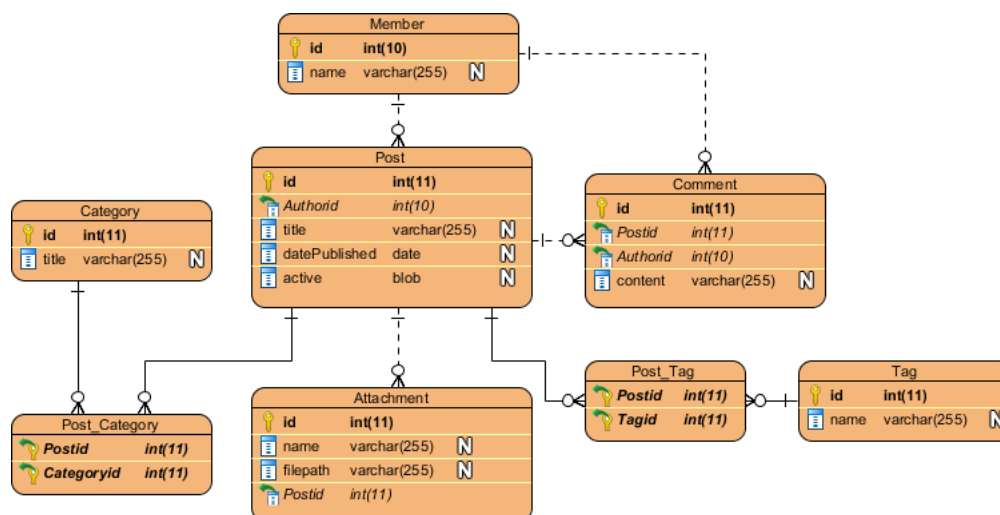 Member
id int(10)
name varchar(255) N
Post
id int(11)
Authorid int(10)
title varchar(255) N
datePublished date N
active blob N
Comment
id int(11)
Postid int(11)
Authorid int(10)
content varchar(255) N
Category
id int(11)
title varchar(255) N
Post_Category
Postid int(11)
Categoryid int(11)
Attachment
id int(11)
name varchar(255) N
filepath varchar(255) N
Postid int(11)
Post_Tag
Postid int(11)
Tagid int(11)
Tag
id int(11)
name varchar(255) N